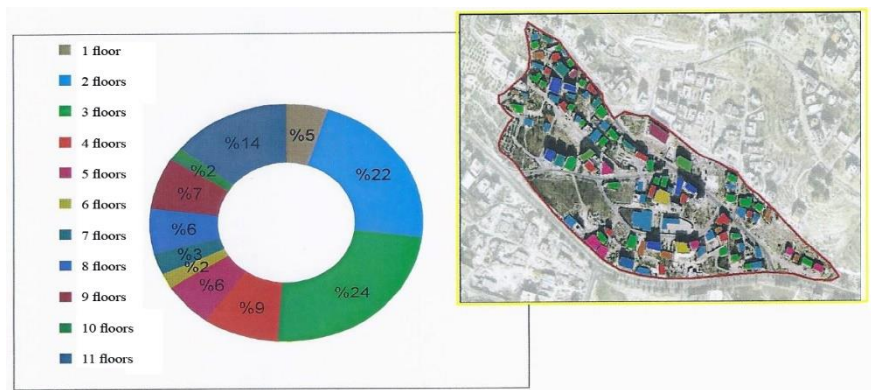 1 floor
2 floors
3 floors
4 floors
5 floors
6 floors
7 floors
8 floors
9 floors
10 floors
11 floors
%5
%22
%24
%9
%6
%2
%3
%6
%7
%2
%14